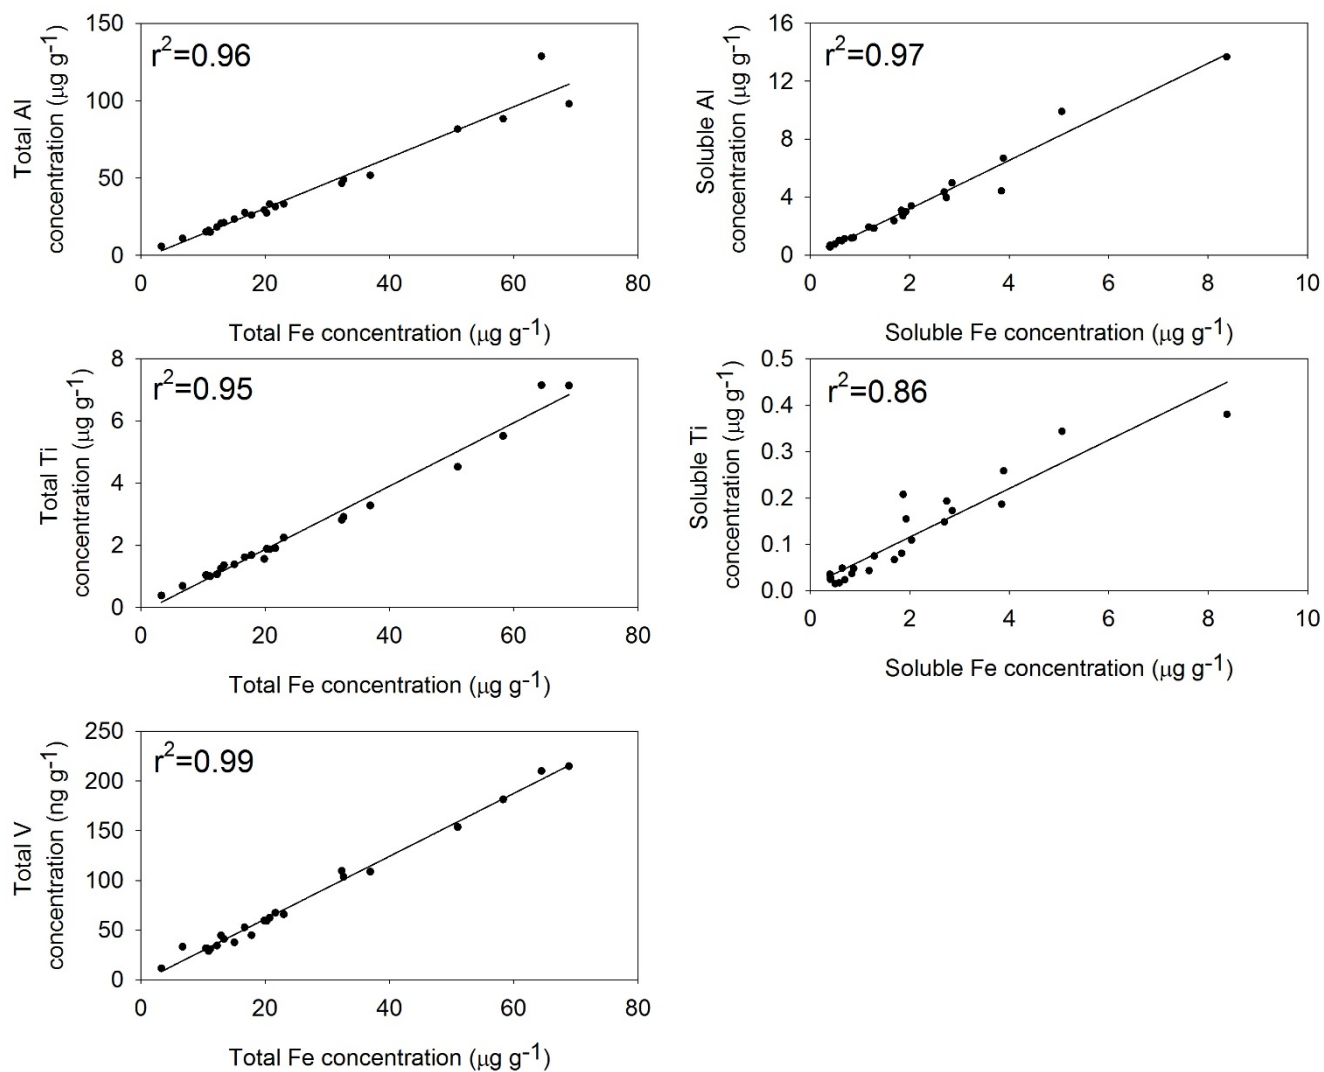 r²=0.96
Total Al
concentration (μg g⁻¹)
150
100
50
0
0 20 40 60 80
Total Fe concentration (μg g⁻¹)
r²=0.97
Soluble Al
concentration (μg g⁻¹)
16
12
8
4
0
0 2 4 6 8 10
Soluble Fe concentration (μg g⁻¹)
r²=0.95
Total Ti
concentration (μg g⁻¹)
8
6
4
2
0
0 20 40 60 80
Total Fe concentration (μg g⁻¹)
r²=0.86
Soluble Ti
concentration (μg g⁻¹)
0.5
0.4
0.3
0.2
0.1
0.0
0 2 4 6 8 10
Soluble Fe concentration (μg g⁻¹)
r²=0.99
Total V
concentration (ng g⁻¹)
250
200
150
100
50
0
0 20 40 60 80
Total Fe concentration (μg g⁻¹)